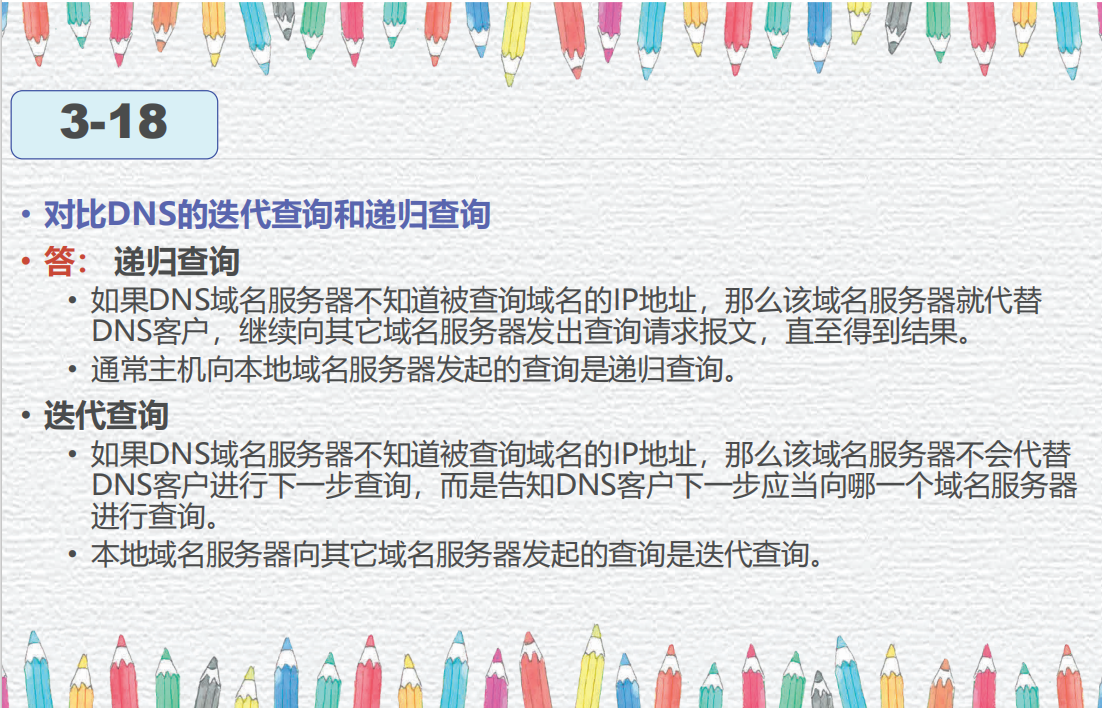 3-18
• 对比DNS的迭代查询和递归查询
• 答： 递归查询
• 如果DNS域名服务器不知道被查询域名的IP地址，那么该域名服务器就代替
DNS客户，继续向其它域名服务器发出查询请求报文，直至得到结果。
• 通常主机向本地域名服务器发起的查询是递归查询。
• 迭代查询
• 如果DNS域名服务器不知道被查询域名的IP地址，那么该域名服务器不会代替
DNS客户进行下一步查询，而是告知DNS客户下一步应当向哪一个域名服务器
进行查询。
• 本地域名服务器向其它域名服务器发起的查询是迭代查询。